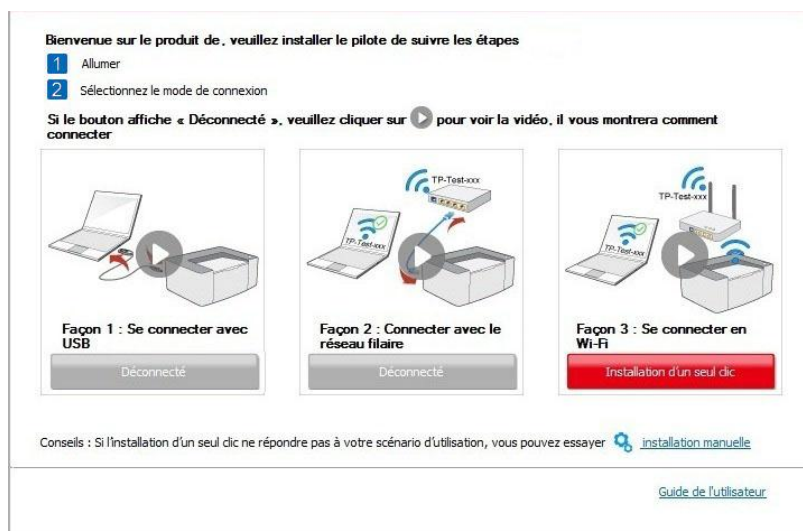 Bienvenue sur le produit de, veuillez installer le pilote de suivre les étapes
1 Allumer
2 Sélectionnez le mode de connexion
Si le bouton affiche « Déconnecté », veuillez cliquer sur pour voir la vidéo, il vous montrera comment
connecter
TP-Test-xxx
TP-Test-xxx
TP-Test-xxx
TP-Test-xxx
Façon 1 : Se connecter avec
USB
Façon 2 : Connecter avec le
réseau filaire
Façon 3 : Se connecter en
Wi-Fi
Déconnecté
Déconnecté
Installation d'un seul clic
Conseils : Si l'installation d'un seul clic ne répondre pas à votre scénario d'utilisation, vous pouvez essayer installation manuelle
Guide de l'utilisateur